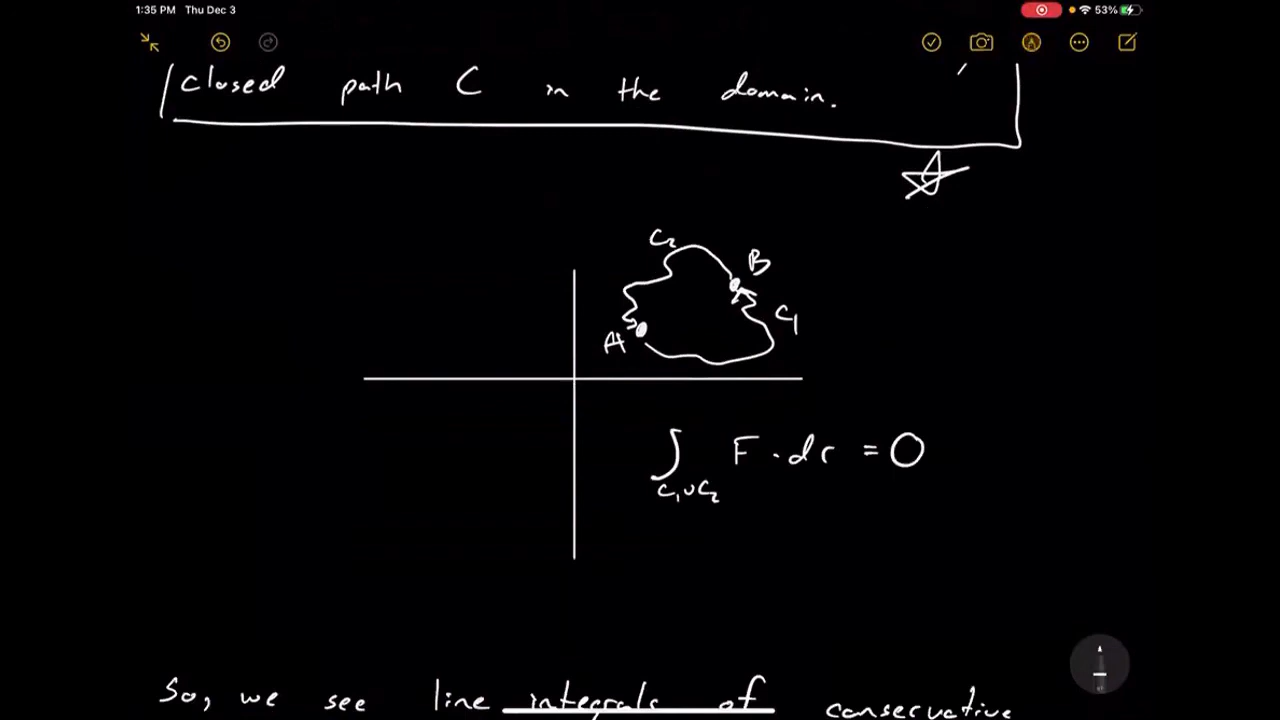 1:35 PM Thu Dec 3
53%
closed path C in the domain.
C₂
B
C₁
A
∫ F · dr = 0
C₁∪C₂
So, we see line integrals of conservative